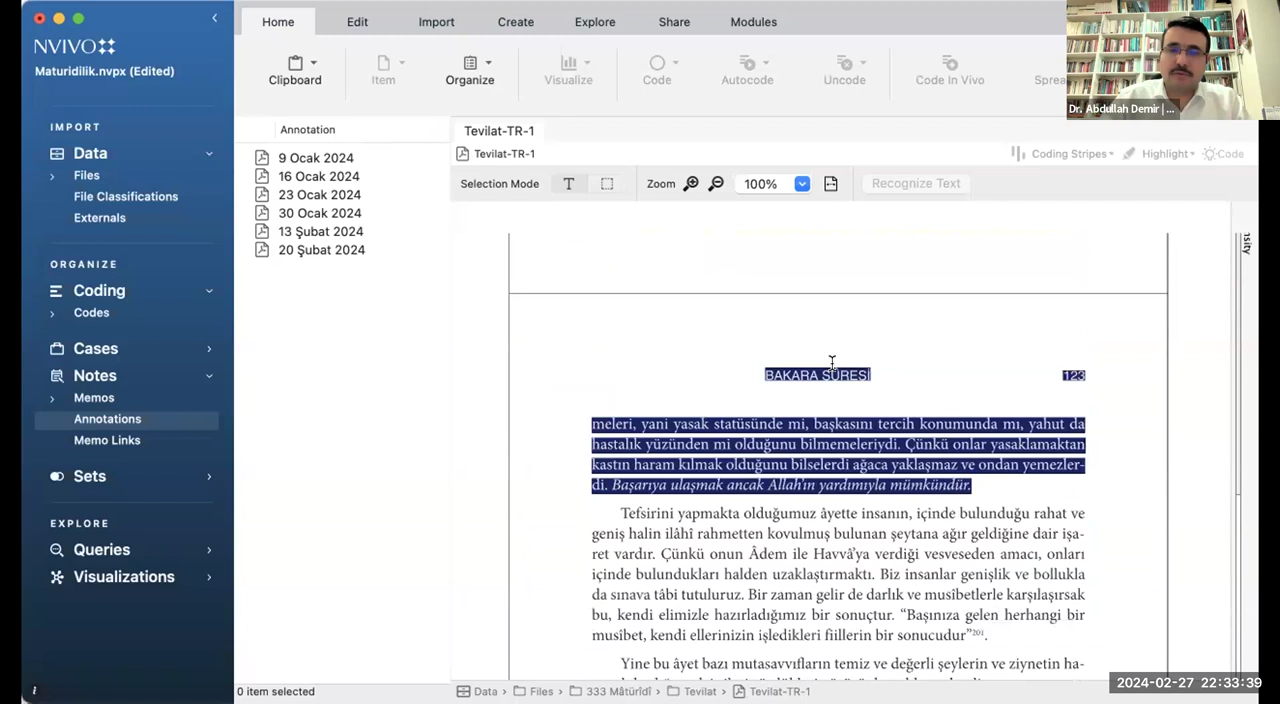 Home
Edit
Import
Create
Explore
Share
Modules
NVIVO
Maturidilik.nvpx (Edited)
Clipboard
Item
Organize
Visualize
Code
Autocode
Uncode
Code In Vivo
Dr. Abdullah Demir | ...
IMPORT
Data
Files
File Classifications
Externals
ORGANIZE
Coding
Codes
Cases
Notes
Memos
Annotations
Memo Links
Sets
EXPLORE
Queries
Visualizations
Annotation
9 Ocak 2024
16 Ocak 2024
23 Ocak 2024
30 Ocak 2024
13 Şubat 2024
20 Şubat 2024
0 item selected
Tevilat-TR-1
Tevilat-TR-1
Coding Stripes
Highlight
Code
Selection Mode
T
Zoom
100%
Recognize Text
BAKARA SÛRESİ
123
meleri, yani yasak statüsünde mi, başkasını tercih konumunda mı, yahut da
hastalık yüzünden mi olduğunu bilmemeleriydi. Çünkü onlar yasaklamaktan
kastın haram kılmak olduğunu bilselerdi ağaca yaklaşmaz ve ondan yemezler-
di. Başarıya ulaşmak ancak Allah'ın yardımıyla mümkündür.
Tefsirini yapmakta olduğumuz âyette insanın, içinde bulunduğu rahat ve
geniş halin ilâhî rahmetten kovulmuş bulunan şeytana ağır geldiğine dair işa-
ret vardır. Çünkü onun Âdem ile Havvâ'ya verdiği vesveseden amacı, onları
içinde bulundukları halden uzaklaştırmaktı. Biz insanlar genişlik ve bollukla
da sınava tâbi tutuluruz. Bir zaman gelir de darlık ve musîbetlerle karşılaşırsak
bu, kendi elimizle hazırladığımız bir sonuçtur. “Başınıza gelen herhangi bir
musîbet, kendi ellerinizin işledikleri fiillerin bir sonucudur”201.
Yine bu âyet bazı mutasavvıfların temiz ve değerli şeylerin ve ziynetin ha-
Data
Files
333 Mâtürîdî
Tevilat
Tevilat-TR-1
2024-02-27 22:33:39